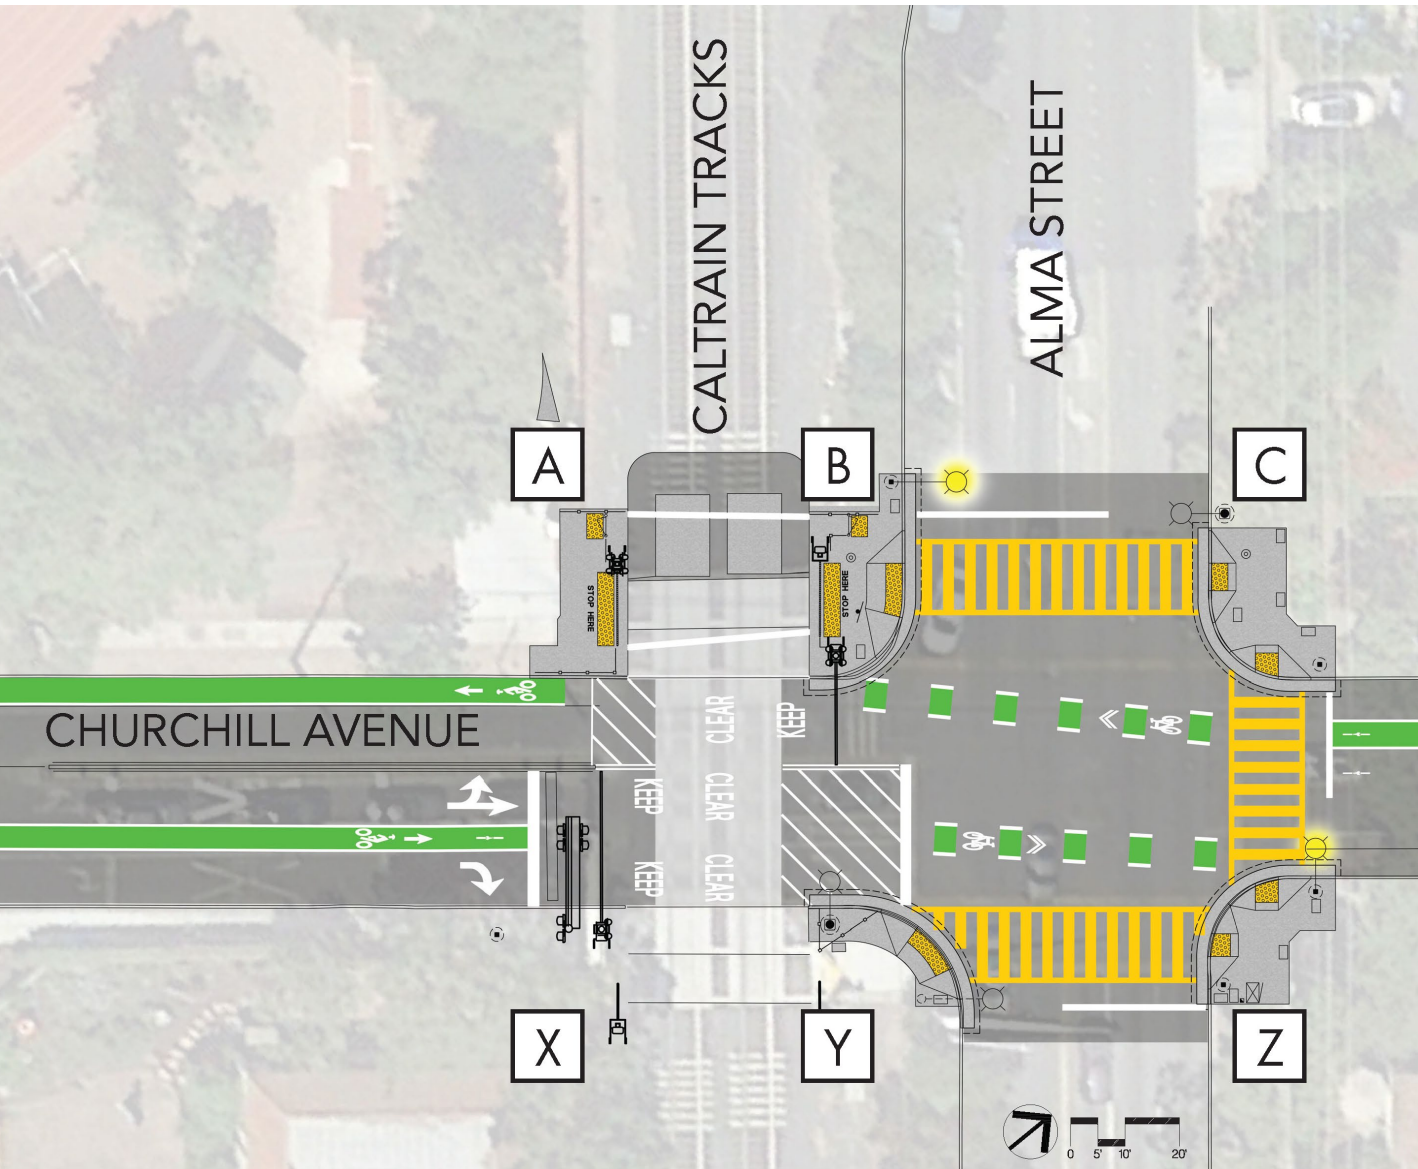 CALTRAIN TRACKS
ALMA STREET
A
B
C
STOP HERE
STOP HERE
CHURCHILL AVENUE
CLEAR
KEEP
KEEP
CLEAR
KEEP
CLEAR
X
Y
Z
0 5' 10' 20'